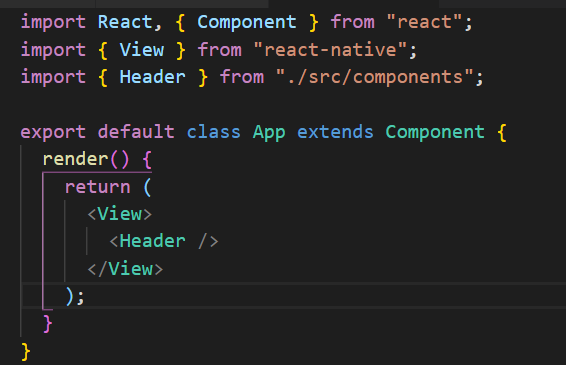 import React, { Component } from "react";
import { View } from "react-native";
import { Header } from "./src/components";

export default class App extends Component {
  render() {
    return (
      <View>
        <Header />
      </View>
    );
  }
}